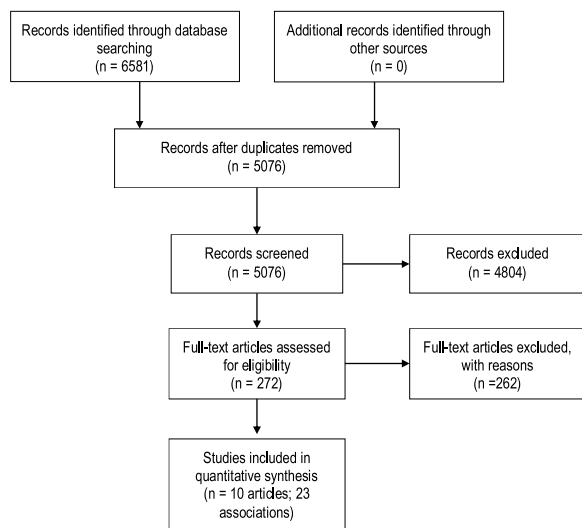 Records identified through database
searching
(n = 6581)
Additional records identified through
other sources
(n = 0)
Records after duplicates removed
(n = 5076)
Records screened
(n = 5076)
Records excluded
(n = 4804)
Full-text articles assessed
for eligibility
(n = 272)
Full-text articles excluded,
with reasons
(n =262)
Studies included in
quantitative synthesis
(n = 10 articles; 23
associations)